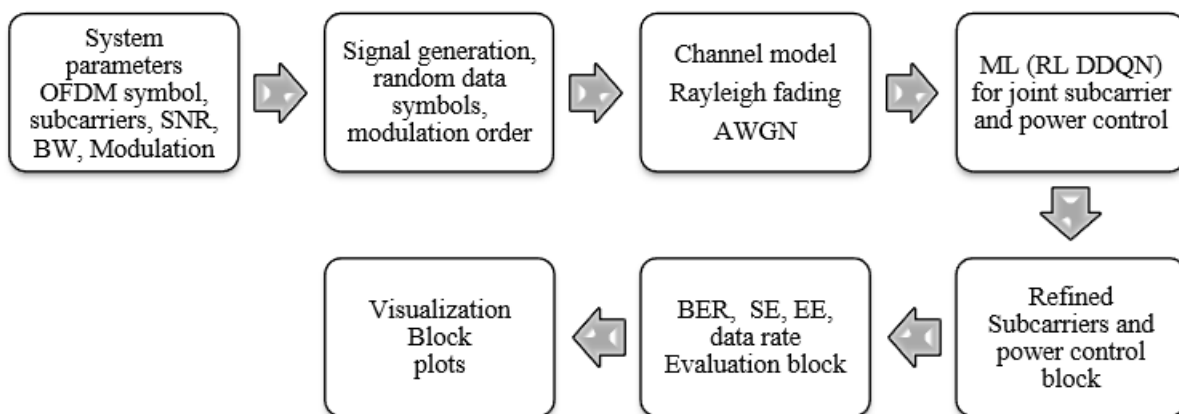 System
parameters
OFDM symbol,
subcarriers, SNR,
BW, Modulation
Signal generation,
random data
symbols,
modulation order
Channel model
Rayleigh fading
AWGN
ML (RL DDQN)
for joint subcarrier
and power control
Refined
Subcarriers and
power control
block
BER, SE, EE,
data rate
Evaluation block
Visualization
Block
plots